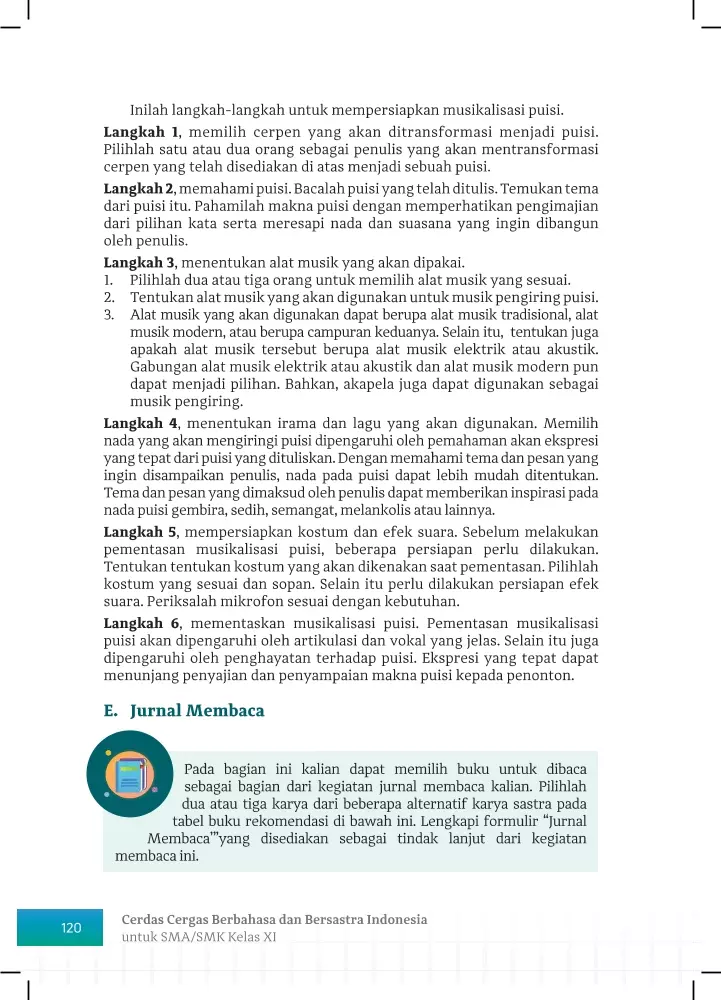 Inilah langkah-langkah untuk mempersiapkan musikalisasi puisi.
Langkah 1, memilih cerpen yang akan ditransformasi menjadi puisi.
Pilihlah satu atau dua orang sebagai penulis yang akan mentransformasi
cerpen yang telah disediakan di atas menjadi sebuah puisi.
Langkah 2, memahami puisi. Bacalah puisi yang telah ditulis. Temukan tema
dari puisi itu. Pahamilah makna puisi dengan memperhatikan pengimajian
dari pilihan kata serta meresapi nada dan suasana yang ingin dibangun
oleh penulis.
Langkah 3, menentukan alat musik yang akan dipakai.
1. Pilihlah dua atau tiga orang untuk memilih alat musik yang sesuai.
2. Tentukan alat musik yang akan digunakan untuk musik pengiring puisi.
3. Alat musik yang akan digunakan dapat berupa alat musik tradisional, alat
musik modern, atau berupa campuran keduanya. Selain itu, tentukan juga
apakah alat musik tersebut berupa alat musik elektrik atau akustik.
Gabungan alat musik elektrik atau akustik dan alat musik modern pun
dapat menjadi pilihan. Bahkan, akapela juga dapat digunakan sebagai
musik pengiring.
Langkah 4, menentukan irama dan lagu yang akan digunakan. Memilih
nada yang akan mengiringi puisi dipengaruhi oleh pemahaman akan ekspresi
yang tepat dari puisi yang dituliskan. Dengan memahami tema dan pesan yang
ingin disampaikan penulis, nada pada puisi dapat lebih mudah ditentukan.
Tema dan pesan yang dimaksud oleh penulis dapat memberikan inspirasi pada
nada puisi gembira, sedih, semangat, melankolis atau lainnya.
Langkah 5, mempersiapkan kostum dan efek suara. Sebelum melakukan
pementasan musikalisasi puisi, beberapa persiapan perlu dilakukan.
Tentukan tentukan kostum yang akan dikenakan saat pementasan. Pilihlah
kostum yang sesuai dan sopan. Selain itu perlu dilakukan persiapan efek
suara. Periksalah mikrofon sesuai dengan kebutuhan.
Langkah 6, mementaskan musikalisasi puisi. Pementasan musikalisasi
puisi akan dipengaruhi oleh artikulasi dan vokal yang jelas. Selain itu juga
dipengaruhi oleh penghayatan terhadap puisi. Ekspresi yang tepat dapat
menunjang penyajian dan penyampaian makna puisi kepada penonton.
E. Jurnal Membaca
Pada bagian ini kalian dapat memilih buku untuk dibaca
sebagai bagian dari kegiatan jurnal membaca kalian. Pilihlah
dua atau tiga karya dari beberapa alternatif karya sastra pada
tabel buku rekomendasi di bawah ini. Lengkapi formulir “Jurnal
Membaca’”yang disediakan sebagai tindak lanjut dari kegiatan
membaca ini.
120
Cerdas Cergas Berbahasa dan Bersastra Indonesia
untuk SMA/SMK Kelas XI